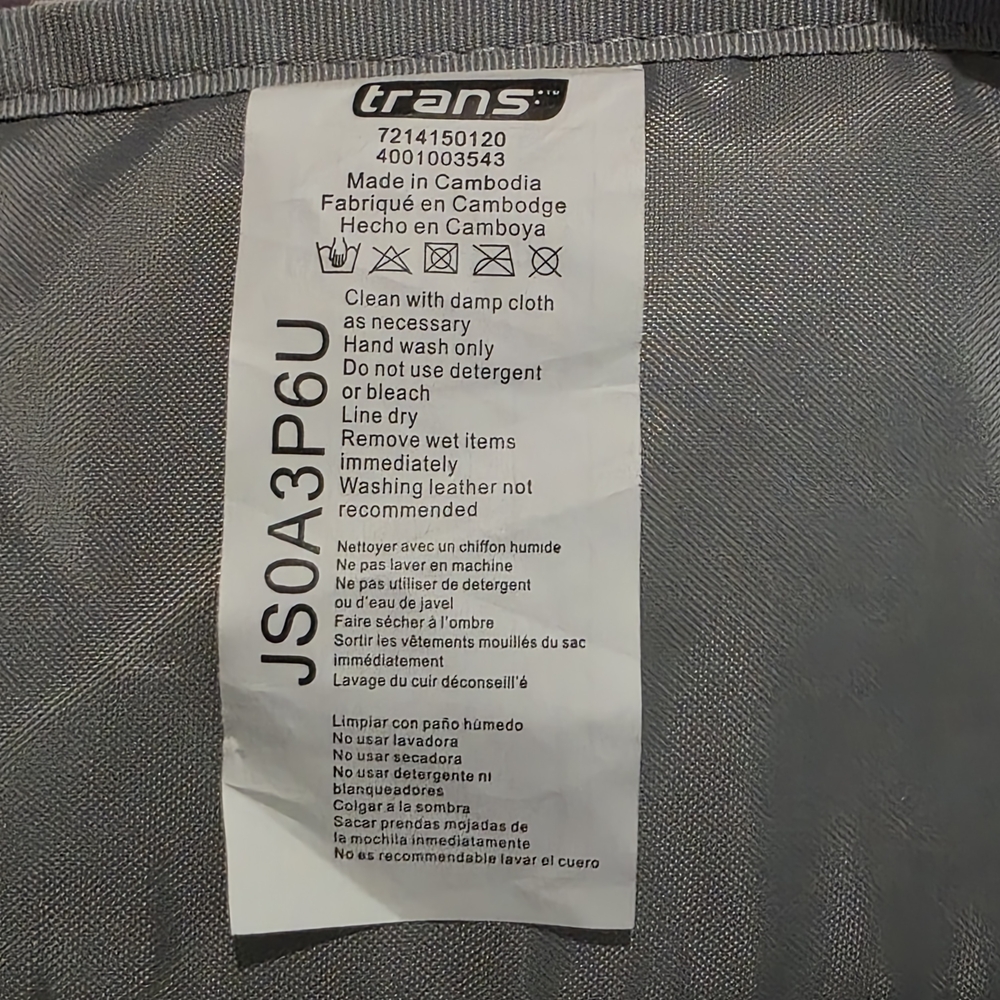 trans:™
7214150120
4001003543
Made in Cambodia
Fabriqué en Cambodge
Hecho en Camboya
JS0A3P6U
Clean with damp cloth
as necessary
Hand wash only
Do not use detergent
or bleach
Line dry
Remove wet items
immediately
Washing leather not
recommended
Nettoyer avec un chiffon humide
Ne pas laver en machine
Ne pas utiliser de detergent
ou d'eau de javel
Faire sécher à l'ombre
Sortir les vêtements mouillés du sac
immédiatement
Lavage du cuir déconseill'é
Limpiar con paño húmedo
No usar lavadora
No usar secadora
No usar detergente ni
blanqueadores
Colgar a la sombra
Sacar prendas mojadas de
la mochila inmediatamente
No es recommendable lavar el cuero